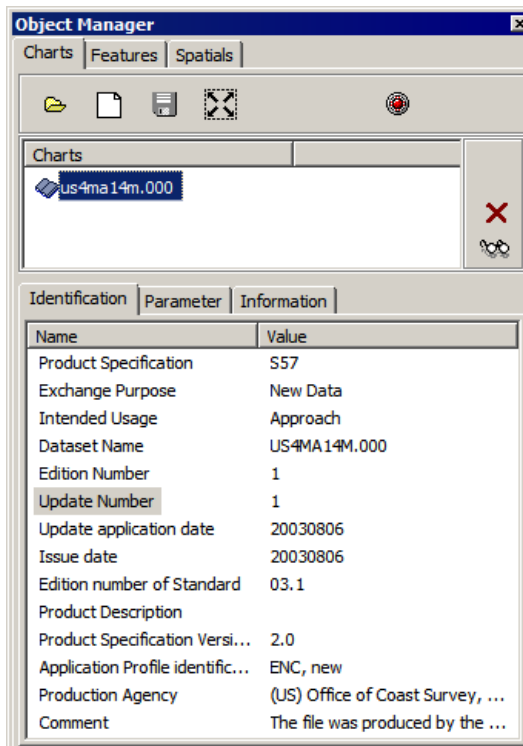 Object Manager
Charts Features Spatials
Charts
us4ma14m.000
Identification Parameter Information
Name Value
Product Specification S57
Exchange Purpose New Data
Intended Usage Approach
Dataset Name US4MA14M.000
Edition Number 1
Update Number 1
Update application date 20030806
Issue date 20030806
Edition number of Standard 03.1
Product Description
Product Specification Versi... 2.0
Application Profile identific... ENC, new
Production Agency (US) Office of Coast Survey, ...
Comment The file was produced by the ...